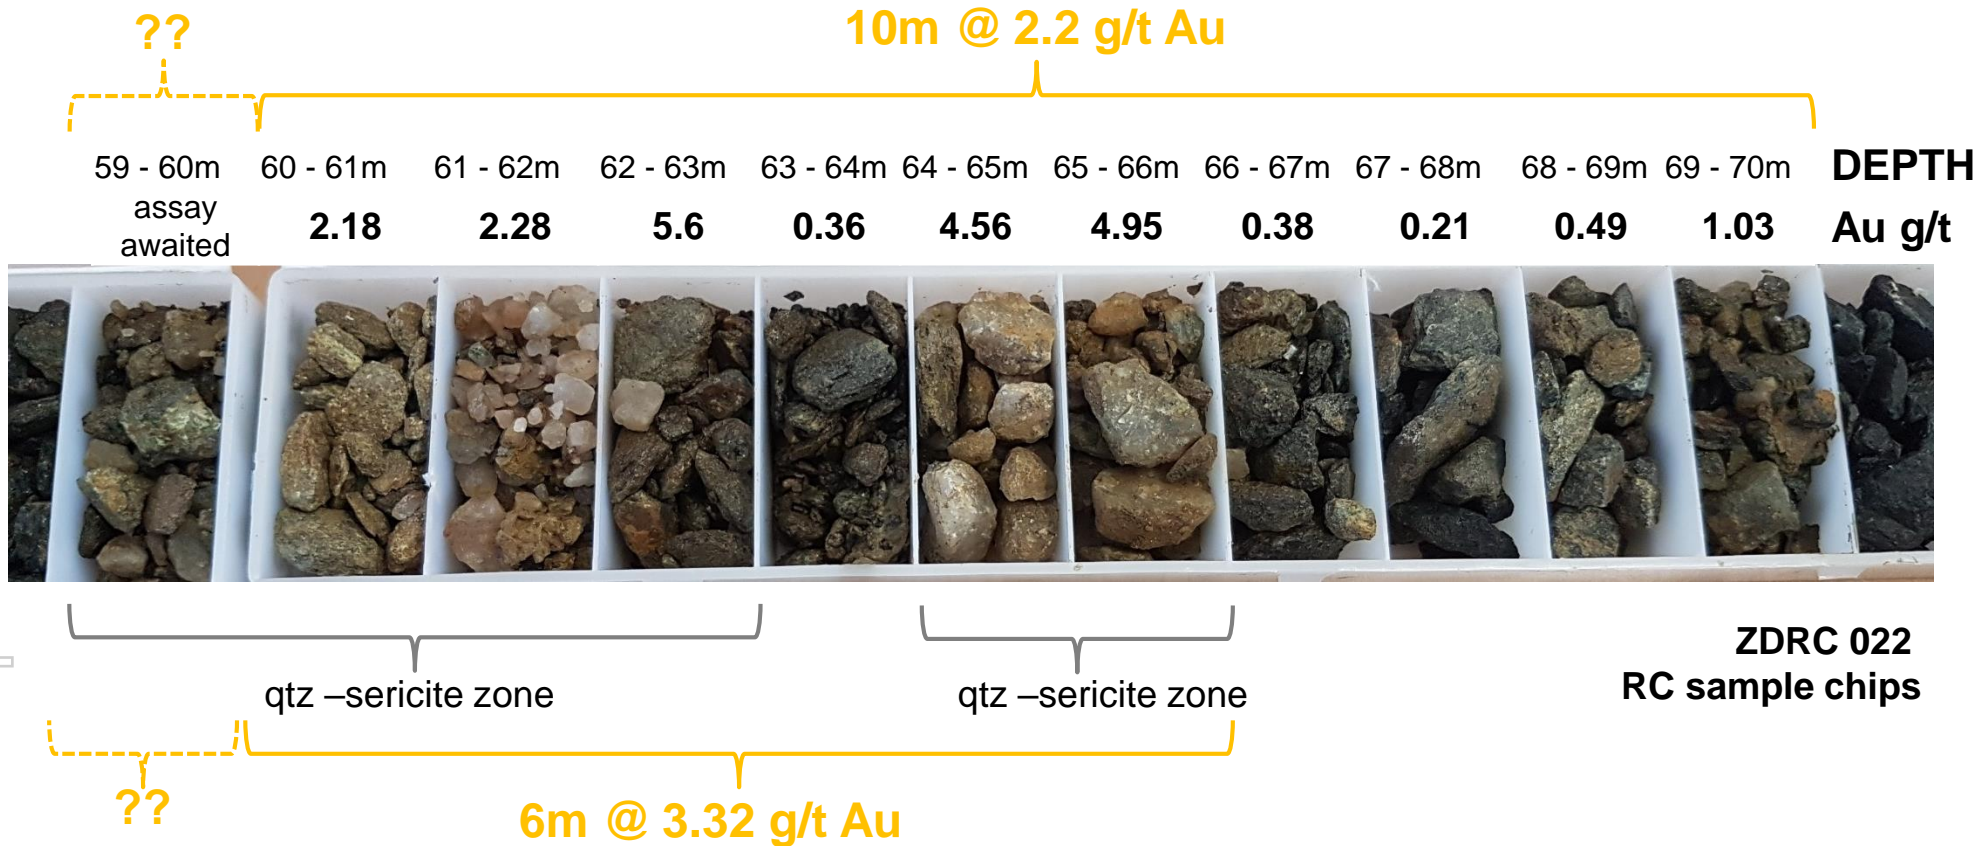 ??
10m @ 2.2 g/t Au
59 - 60m 60 - 61m 61 - 62m 62 - 63m 63 - 64m 64 - 65m 65 - 66m 66 - 67m 67 - 68m 68 - 69m 69 - 70m DEPTH
assay awaited 2.18 2.28 5.6 0.36 4.56 4.95 0.38 0.21 0.49 1.03 Au g/t
qtz –sericite zone
qtz –sericite zone
ZDRC 022
RC sample chips
??
6m @ 3.32 g/t Au